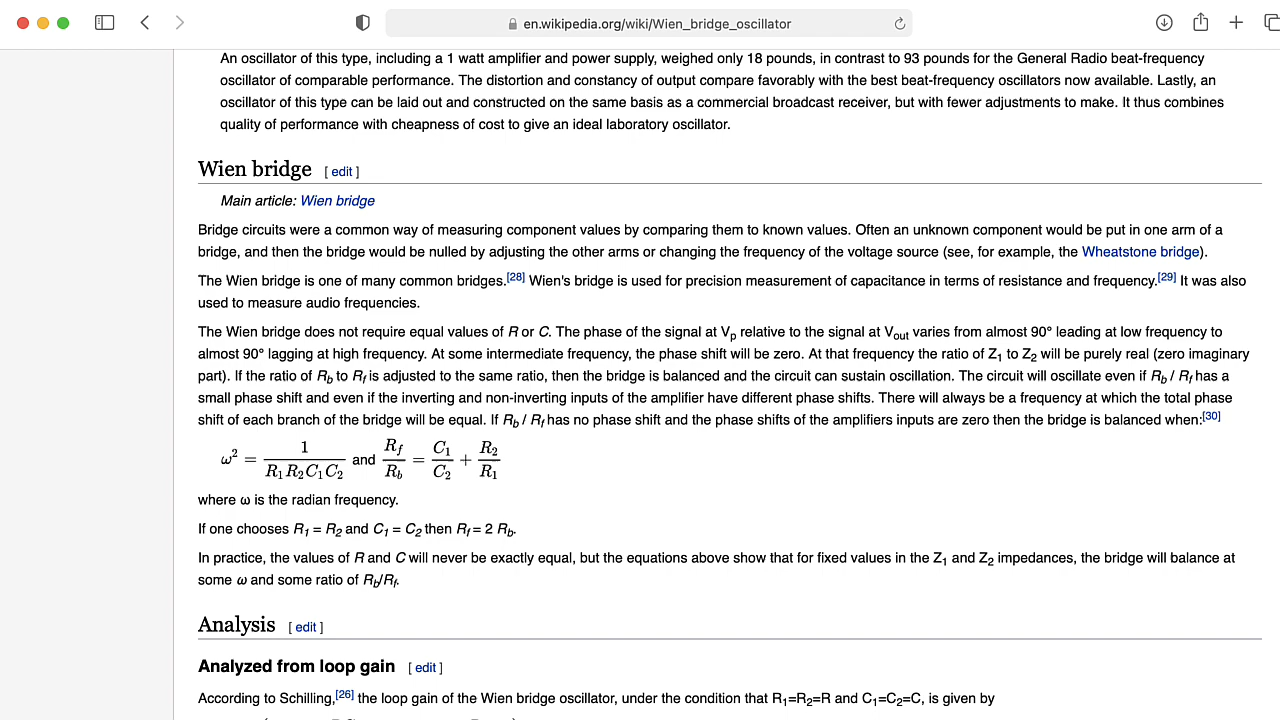 en.wikipedia.org/wiki/Wien_bridge_oscillator
An oscillator of this type, including a 1 watt amplifier and power supply, weighed only 18 pounds, in contrast to 93 pounds for the General Radio beat-frequency
oscillator of comparable performance. The distortion and constancy of output compare favorably with the best beat-frequency oscillators now available. Lastly, an
oscillator of this type can be laid out and constructed on the same basis as a commercial broadcast receiver, but with fewer adjustments to make. It thus combines
quality of performance with cheapness of cost to give an ideal laboratory oscillator.
Wien bridge [ edit ]
Main article: Wien bridge
Bridge circuits were a common way of measuring component values by comparing them to known values. Often an unknown component would be put in one arm of a
bridge, and then the bridge would be nulled by adjusting the other arms or changing the frequency of the voltage source (see, for example, the Wheatstone bridge).
The Wien bridge is one of many common bridges.[28] Wien's bridge is used for precision measurement of capacitance in terms of resistance and frequency.[29] It was also
used to measure audio frequencies.
The Wien bridge does not require equal values of R or C. The phase of the signal at Vp relative to the signal at Vout varies from almost 90° leading at low frequency to
almost 90° lagging at high frequency. At some intermediate frequency, the phase shift will be zero. At that frequency the ratio of Z1 to Z2 will be purely real (zero imaginary
part). If the ratio of Rb to Rf is adjusted to the same ratio, then the bridge is balanced and the circuit can sustain oscillation. The circuit will oscillate even if Rb / Rf has a
small phase shift and even if the inverting and non-inverting inputs of the amplifier have different phase shifts. There will always be a frequency at which the total phase
shift of each branch of the bridge will be equal. If Rb / Rf has no phase shift and the phase shifts of the amplifiers inputs are zero then the bridge is balanced when:[30]
ω² = 1/(R₁R₂C₁C₂) and Rf/Rb = C₁/C₂ + R₂/R₁
where ω is the radian frequency.
If one chooses R1 = R2 and C1 = C2 then Rf = 2 Rb.
In practice, the values of R and C will never be exactly equal, but the equations above show that for fixed values in the Z1 and Z2 impedances, the bridge will balance at
some ω and some ratio of Rb/Rf.
Analysis [ edit ]
Analyzed from loop gain [ edit ]
According to Schilling,[26] the loop gain of the Wien bridge oscillator, under the condition that R1=R2=R and C1=C2=C, is given by